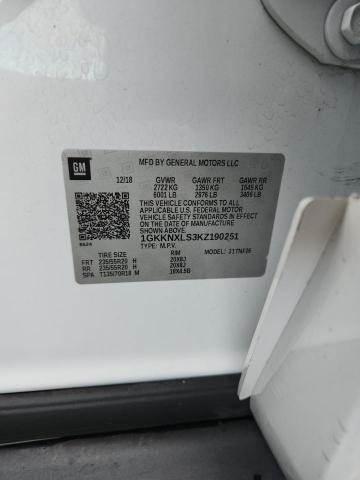 GM
MFD BY GENERAL MOTORS LLC
12/18 GVWR GAWR FRT GAWR RR
2722 KG 1350 KG 1545 KG
6001 LB 2976 LB 3406 LB
THIS VEHICLE CONFORMS TO ALL
APPLICABLE U.S. FEDERAL MOTOR
VEHICLE SAFETY STANDARDS IN
EFFECT ON THE DATE OF MANUFACTURE
SHOWN ABOVE.
1GKKNXLS3KZ190251
TYPE: M.P.V. MODEL:
TIRE SIZE RIM
FRT 235/55R20 H 20X8J
RR 235/55R20 H 20X8J
SPA T135/70R18 M 18X4.5B